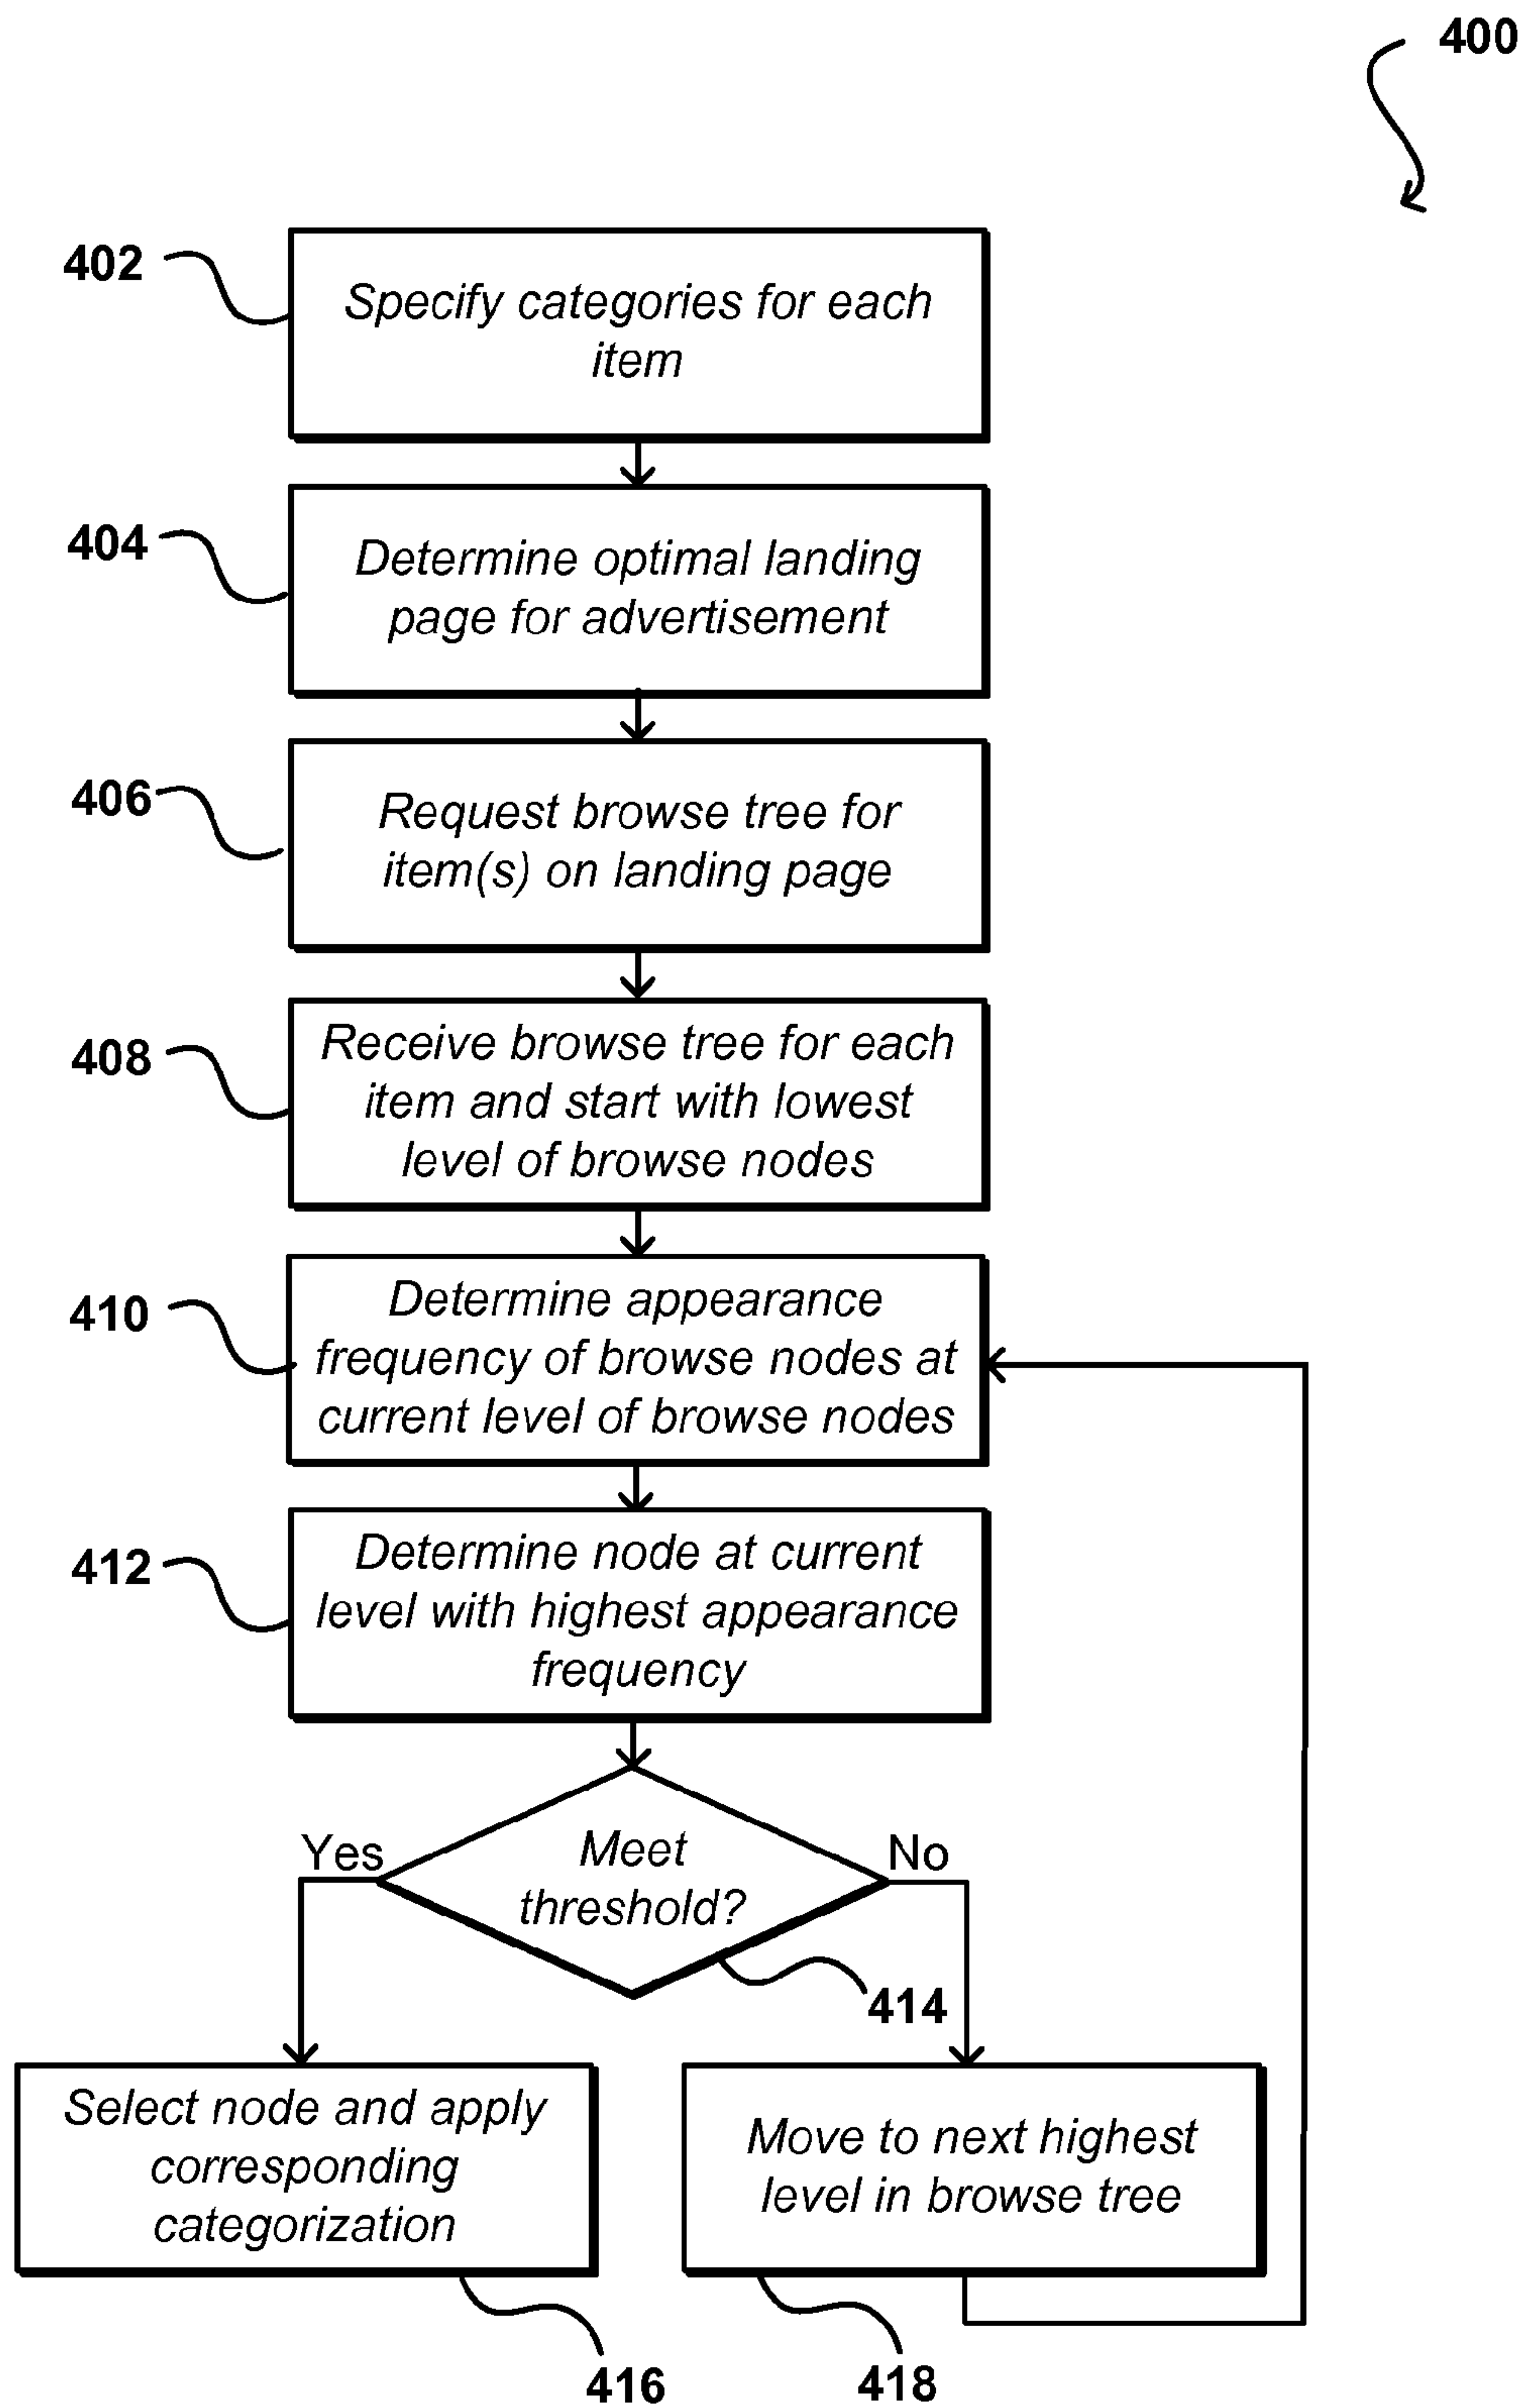 400
402
Specify categories for each
item
404
Determine optimal landing
page for advertisement
406
Request browse tree for
item(s) on landing page
408
Receive browse tree for each
item and start with lowest
level of browse nodes
410
Determine appearance
frequency of browse nodes at
current level of browse nodes
412
Determine node at current
level with highest appearance
frequency
Yes
Meet
threshold?
No
414
Select node and apply
corresponding
categorization
416
Move to next highest
level in browse tree
418